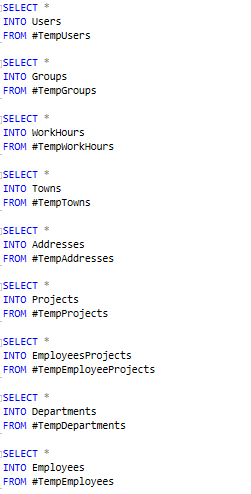 SELECT *
INTO Users
FROM #TempUsers
SELECT *
INTO Groups
FROM #TempGroups
SELECT *
INTO WorkHours
FROM #TempWorkHours
SELECT *
INTO Towns
FROM #TempTowns
SELECT *
INTO Addresses
FROM #TempAddresses
SELECT *
INTO Projects
FROM #TempProjects
SELECT *
INTO EmployeesProjects
FROM #TempEmployeeProjects
SELECT *
INTO Departments
FROM #TempDepartments
SELECT *
INTO Employees
FROM #TempEmployees